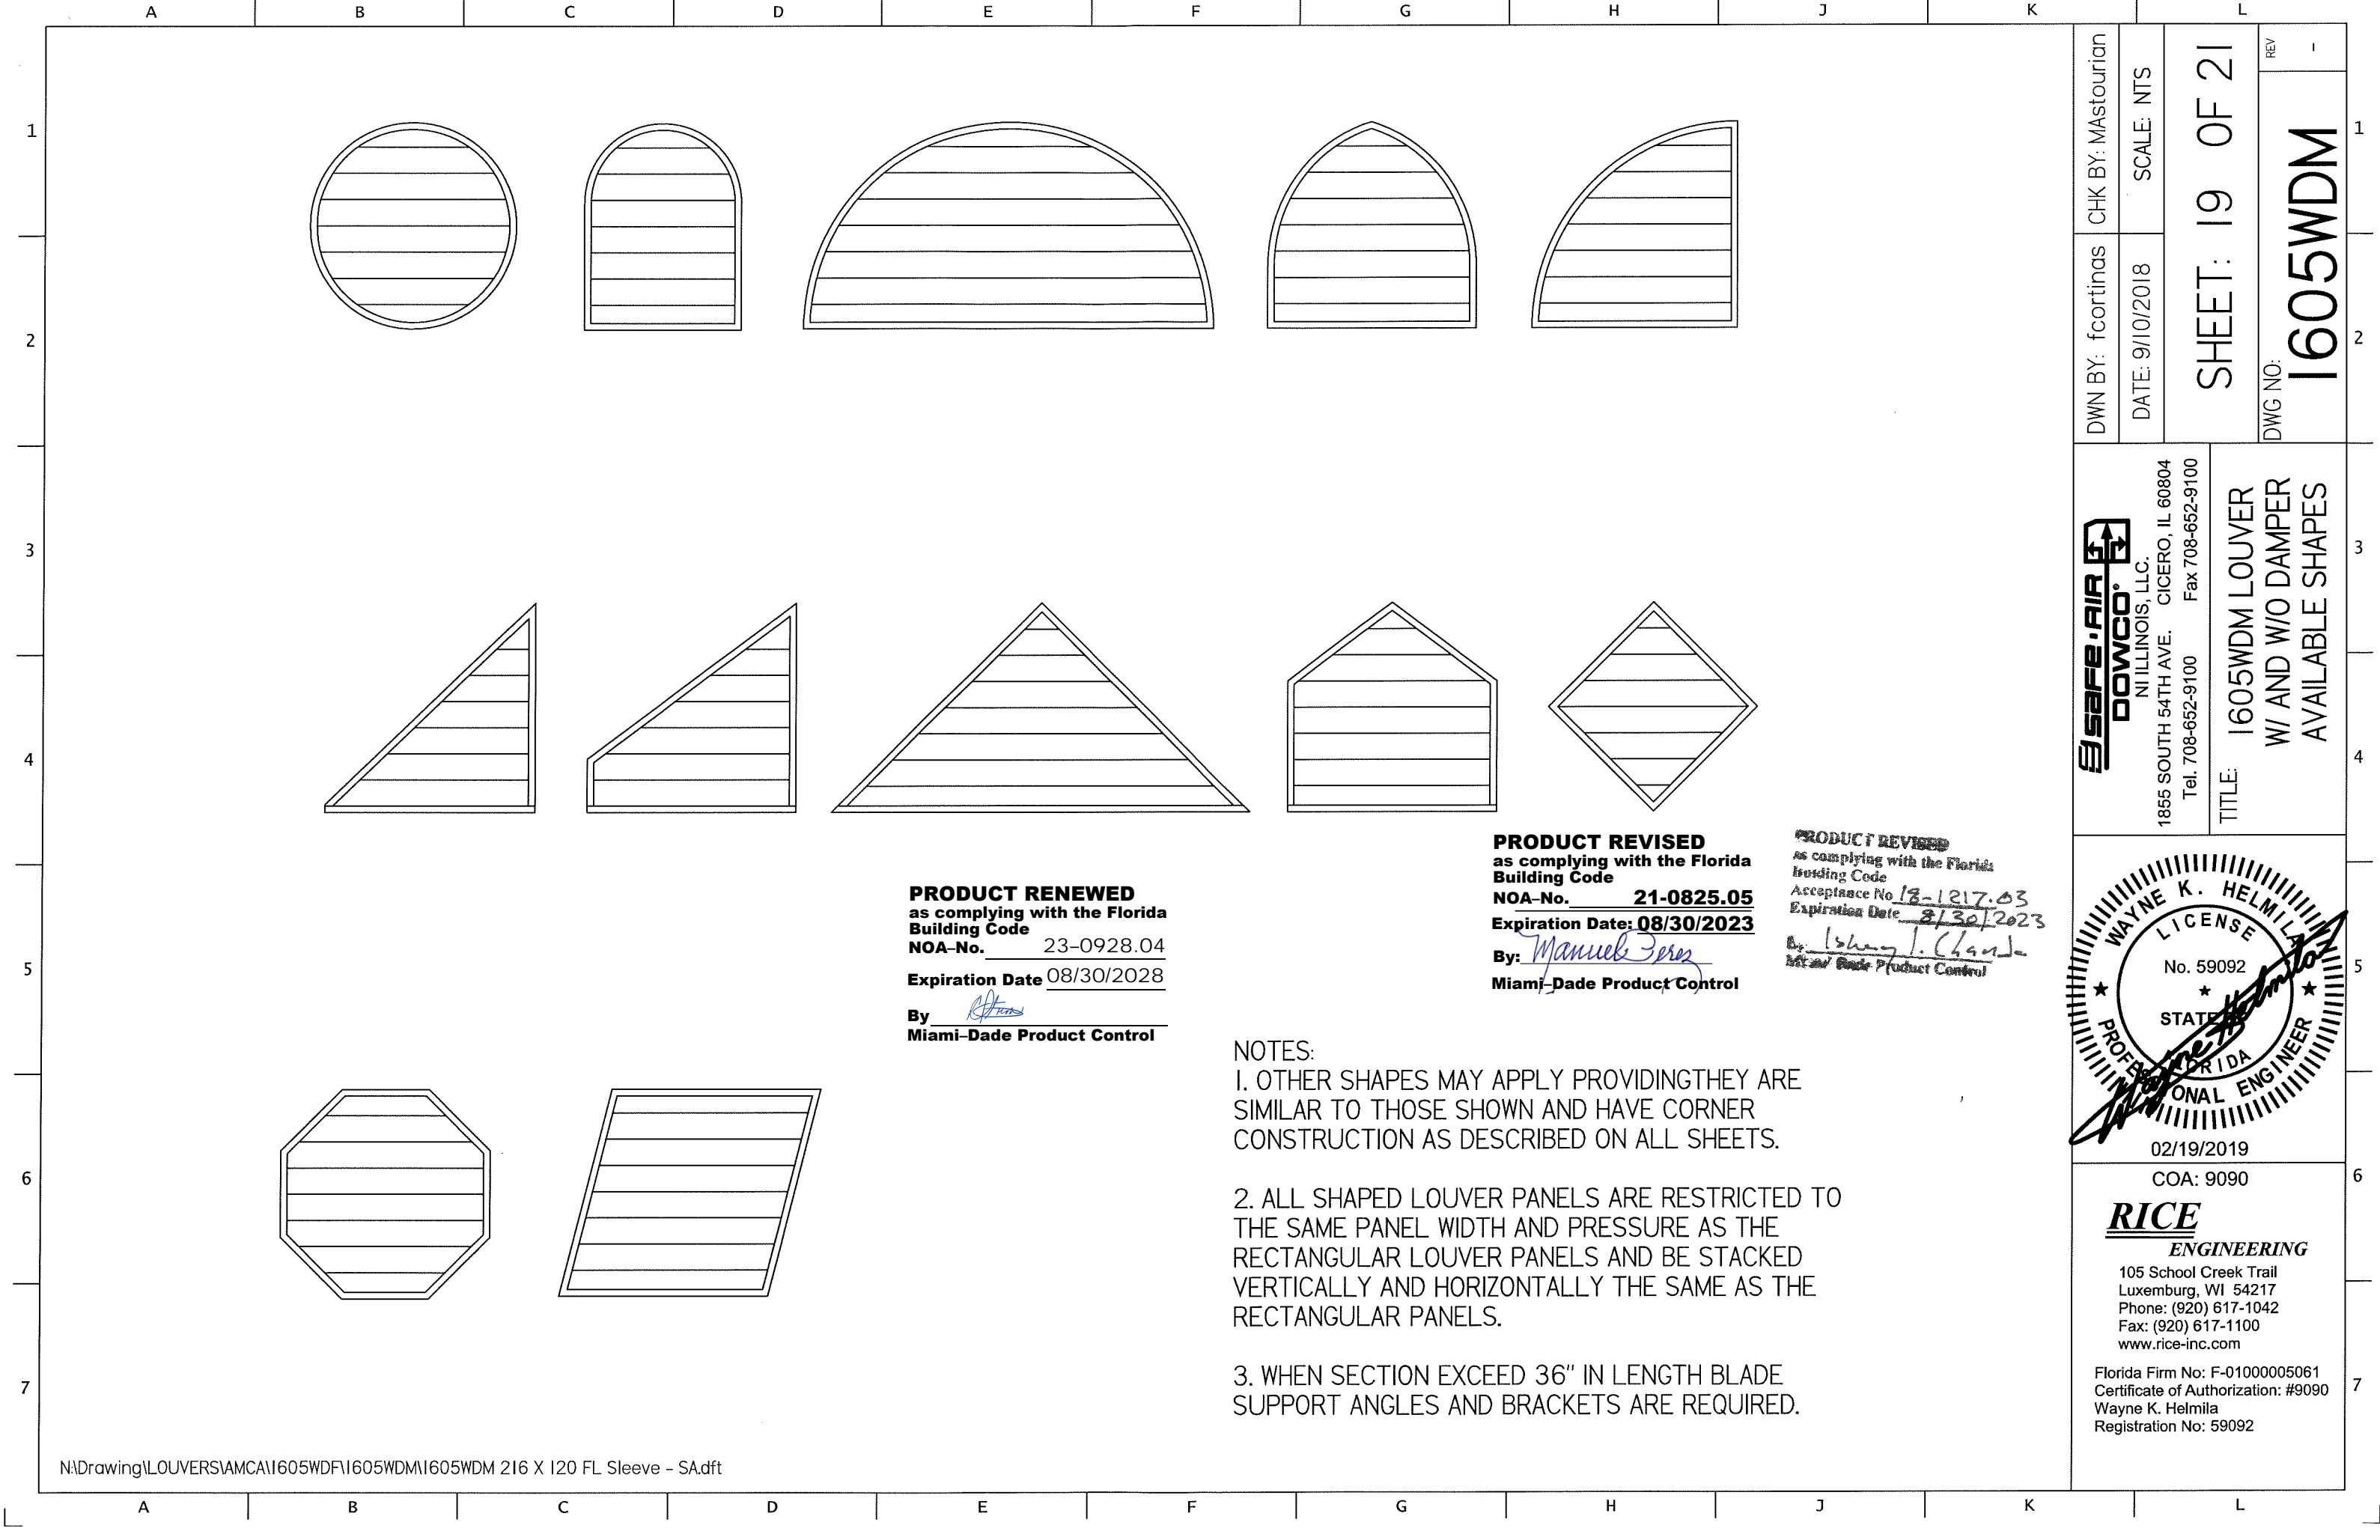 A B C D E F G H J K L
1 1
2 2
3 3
4 4
5 5
6 6
7 7
PRODUCT RENEWED
as complying with the Florida
Building Code
NOA–No. 23-0928.04
Expiration Date 08/30/2028
By
Miami–Dade Product Control
PRODUCT REVISED
as complying with the Florida
Building Code
NOA–No. 21-0825.05
Expiration Date: 08/30/2023
By: Manuel Perez
Miami–Dade Product Control
PRODUCT REVISED
as complying with the Florida
Building Code
Acceptance No 18-1217.03
Expiration Date 8/30/2023
By
Miami Dade Product Control
NOTES:
1. OTHER SHAPES MAY APPLY PROVIDINGTHEY ARE
SIMILAR TO THOSE SHOWN AND HAVE CORNER
CONSTRUCTION AS DESCRIBED ON ALL SHEETS.
2. ALL SHAPED LOUVER PANELS ARE RESTRICTED TO
THE SAME PANEL WIDTH AND PRESSURE AS THE
RECTANGULAR LOUVER PANELS AND BE STACKED
VERTICALLY AND HORIZONTALLY THE SAME AS THE
RECTANGULAR PANELS.
3. WHEN SECTION EXCEED 36" IN LENGTH BLADE
SUPPORT ANGLES AND BRACKETS ARE REQUIRED.
N:\Drawing\LOUVERS\AMCA\1605WDF\1605WDM\1605WDM 216 X 120 FL Sleeve - SA.dft
A B C D E F G H J K L
DWN BY: fcortinas
CHK BY: MAstourian
DATE: 9/10/2018
SCALE: NTS
SHEET: 19 OF 21
DWG NO:
1605WDM
REV
-
SAFE·AIR
DOWCO®
NI ILLINOIS, LLC.
1855 SOUTH 54TH AVE. CICERO, IL 60804
Tel. 708-652-9100 Fax 708-652-9100
TITLE:
1605WDM LOUVER
W/ AND W/O DAMPER
AVAILABLE SHAPES
WAYNE K. HELMILA
LICENSE
No. 59092
STATE
PROFESSIONAL ENGINEER
02/19/2019
COA: 9090
RICE
ENGINEERING
105 School Creek Trail
Luxemburg, WI 54217
Phone: (920) 617-1042
Fax: (920) 617-1100
www.rice-inc.com
Florida Firm No: F-01000005061
Certificate of Authorization: #9090
Wayne K. Helmila
Registration No: 59092